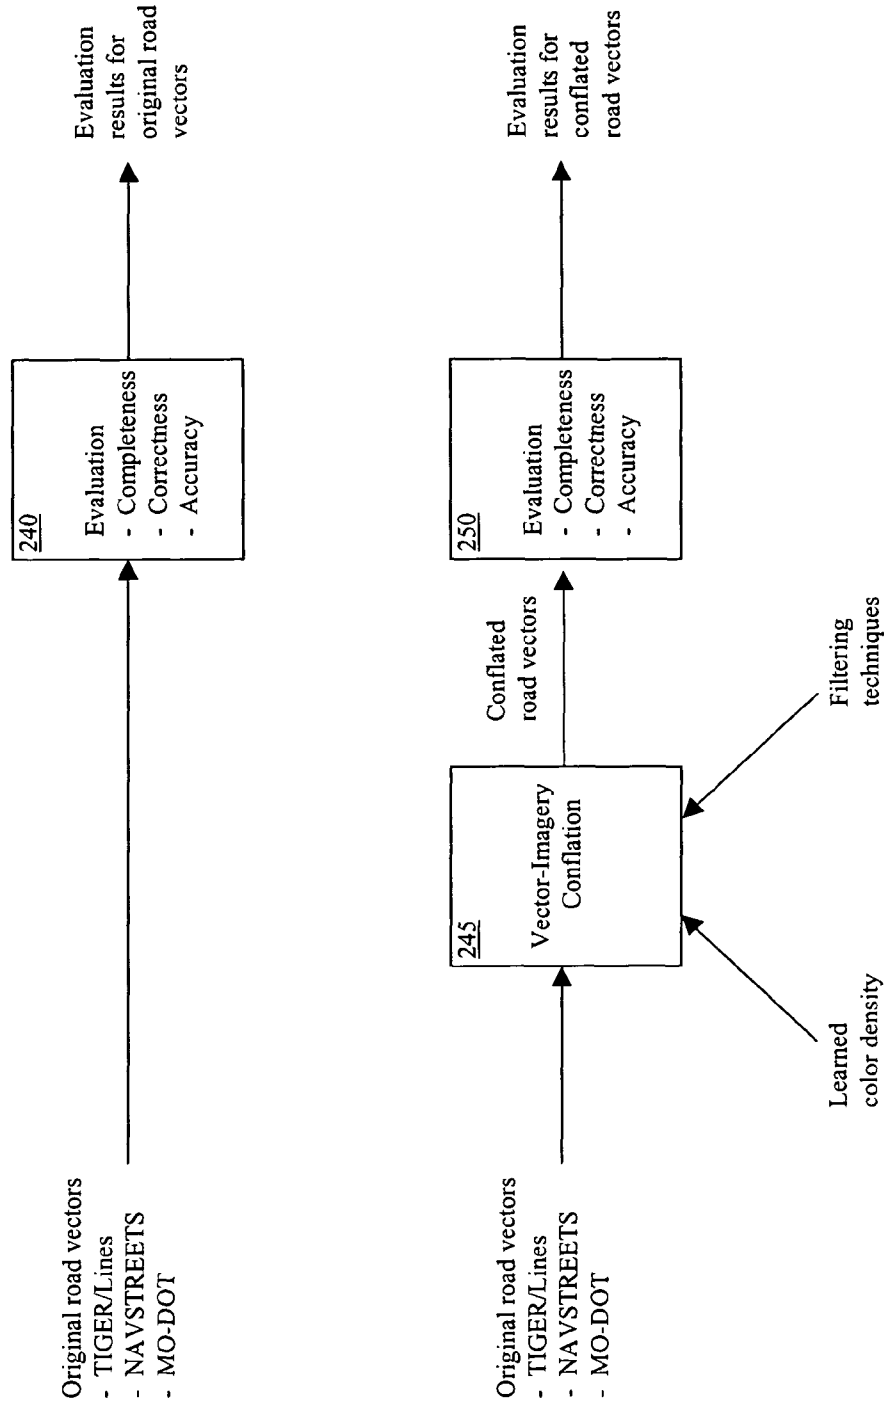 Original road vectors
- TIGER/Lines
- NAVSTREETS
- MO-DOT
240
Evaluation
- Completeness
- Correctness
- Accuracy
Evaluation
results for
original road
vectors
Original road vectors
- TIGER/Lines
- NAVSTREETS
- MO-DOT
245
Vector-Imagery
Conflation
Learned
color density
Filtering
techniques
Conflated
road vectors
250
Evaluation
- Completeness
- Correctness
- Accuracy
Evaluation
results for
conflated
road vectors